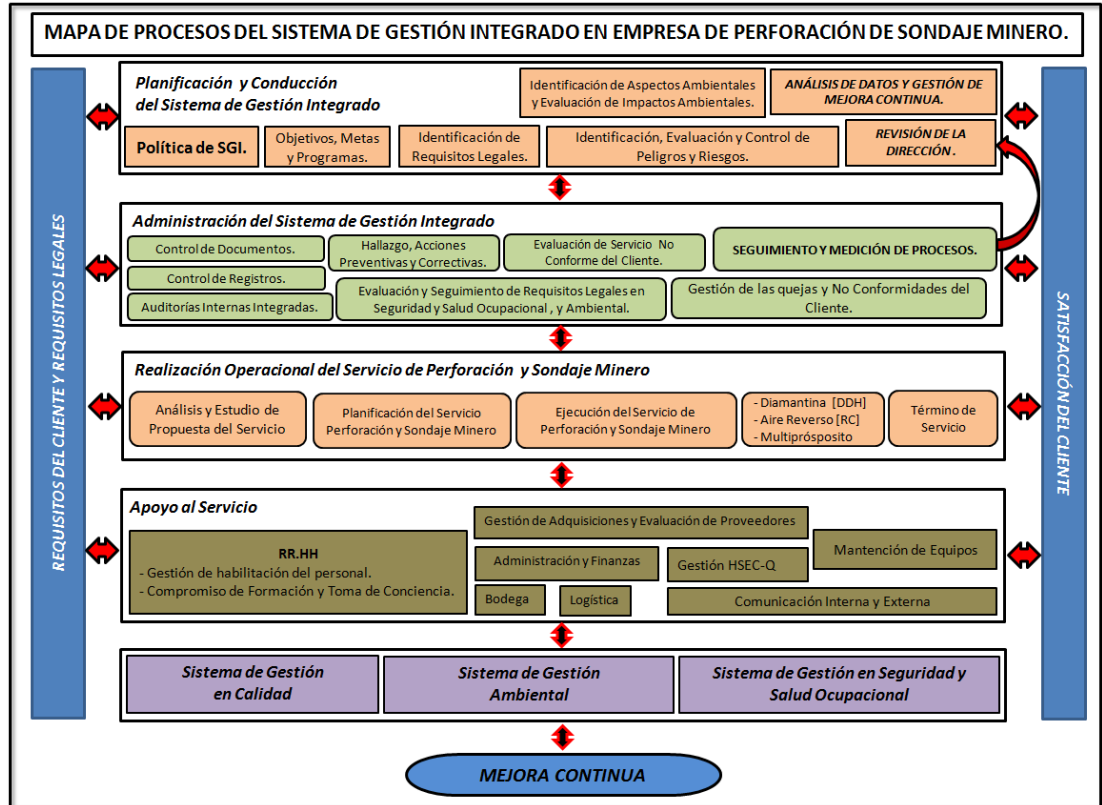 MAPA DE PROCESOS DEL SISTEMA DE GESTIÓN INTEGRADO EN EMPRESA DE PERFORACIÓN DE SONDAJE MINERO.
REQUISITOS DEL CLIENTE Y REQUISITOS LEGALES
Planificación y Conducción
del Sistema de Gestión Integrado
Identificación de Aspectos Ambientales
y Evaluación de Impactos Ambientales.
ANÁLISIS DE DATOS Y GESTIÓN DE
MEJORA CONTINUA.
Política de SGI.
Objetivos, Metas
y Programas.
Identificación de
Requisitos Legales.
Identificación, Evaluación y Control de
Peligros y Riesgos.
REVISIÓN DE LA
DIRECCIÓN .
Administración del Sistema de Gestión Integrado
Control de Documentos.
Control de Registros.
Auditorías Internas Integradas.
Hallazgo, Acciones
Preventivas y Correctivas.
Evaluación de Servicio No
Conforme del Cliente.
SEGUIMIENTO Y MEDICIÓN DE PROCESOS.
Evaluación y Seguimiento de Requisitos Legales en
Seguridad y Salud Ocupacional , y Ambiental.
Gestión de las quejas y No Conformidades del
Cliente.
Realización Operacional del Servicio de Perforación y Sondaje Minero
Análisis y Estudio de
Propuesta del Servicio
Planificación del Servicio
Perforación y Sondaje Minero
Ejecución del Servicio de
Perforación y Sondaje Minero
- Diamantina [DDH]
- Aire Reverso [RC]
- Multiprósposito
Término de
Servicio
Apoyo al Servicio
RR.HH
- Gestión de habilitación del personal.
- Compromiso de Formación y Toma de Conciencia.
Gestión de Adquisiciones y Evaluación de Proveedores
Administración y Finanzas
Gestión HSEC-Q
Mantención de Equipos
Bodega
Logística
Comunicación Interna y Externa
Sistema de Gestión
en Calidad
Sistema de Gestión
Ambiental
Sistema de Gestión en Seguridad y
Salud Ocupacional
MEJORA CONTINUA
SATISFACCIÓN DEL CLIENTE